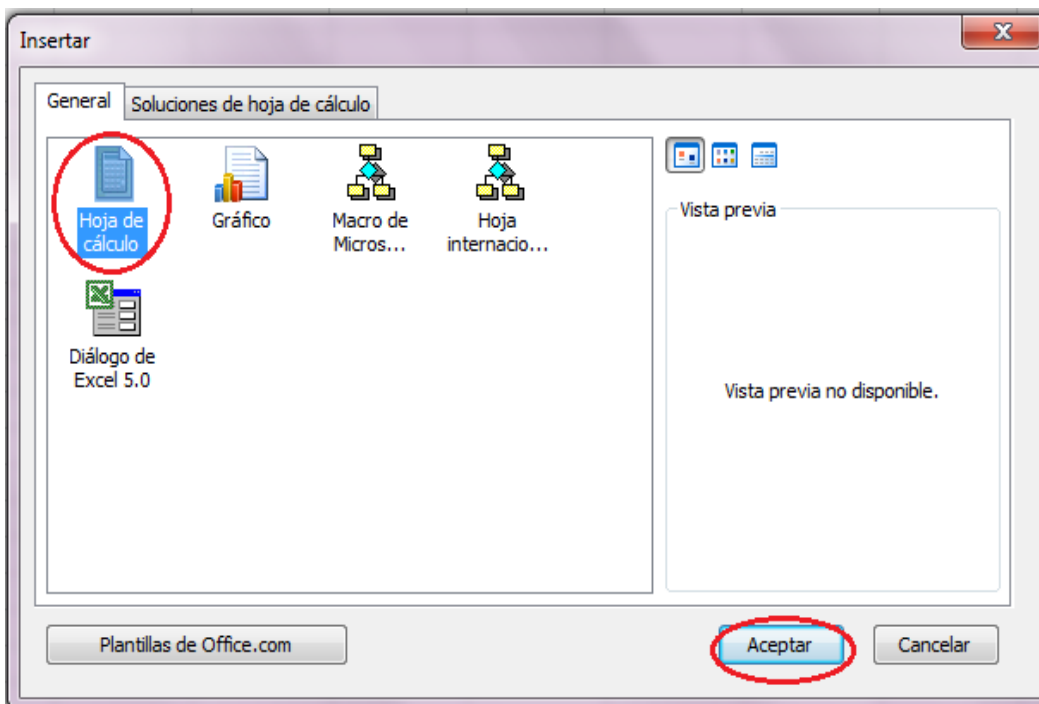 Insertar
General
Soluciones de hoja de cálculo
Hoja de
cálculo
Gráfico
Macro de
Micros...
Hoja
internacio...
Diálogo de
Excel 5.0
Vista previa
Vista previa no disponible.
Plantillas de Office.com
Aceptar
Cancelar